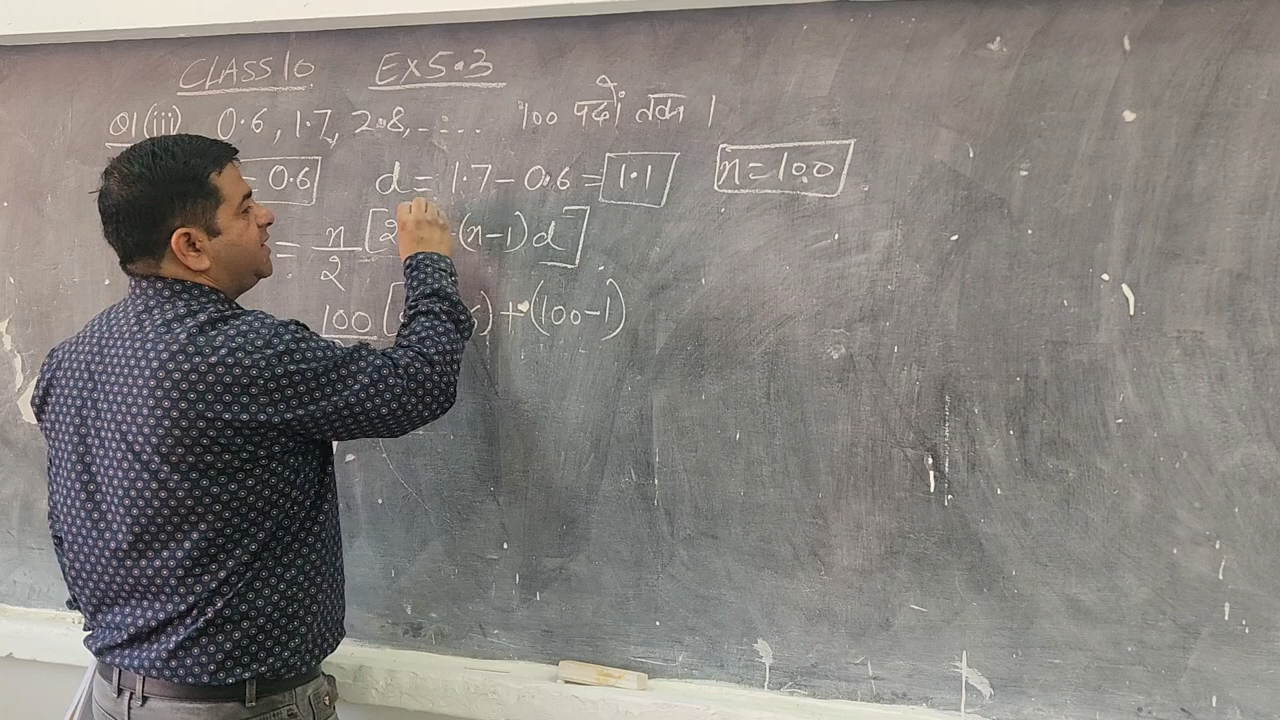 CLASS 10 EX 5.3
Q1(iii) 0.6, 1.7, 2.8, ..... 100 पदों तक ।
= 0.6 d = 1.7 - 0.6 = 1.1 n = 100
= n/2 [2 (n-1)d]
100 [ ) + (100-1)